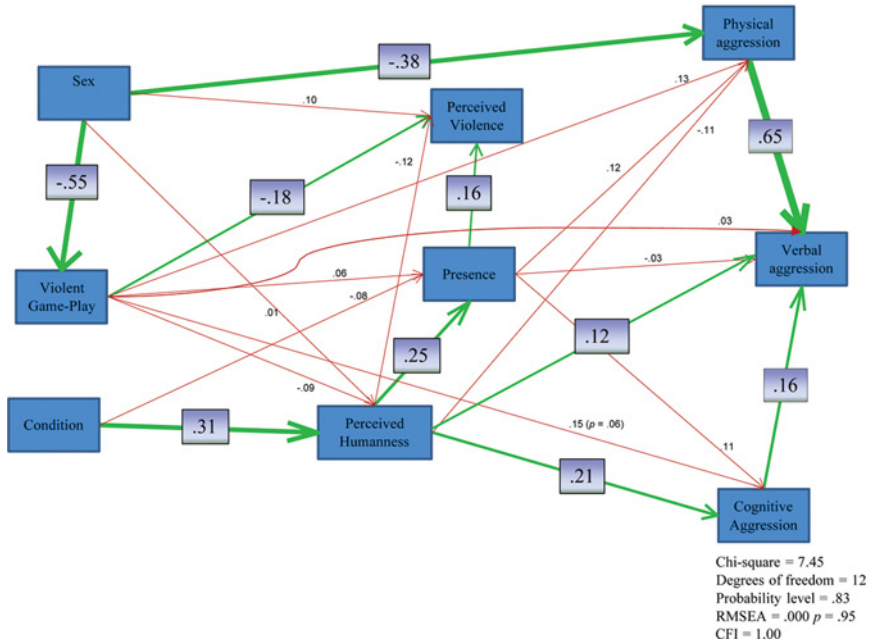 Physical
aggression
-.38
Sex
.10
Perceived
Violence
.13
-.11
-.12
.12
.65
-.55
-.18
.16
.03
Violent
Game-Play
.06
Presence
-.03
Verbal
aggression
-.08
.01
.25
.12
-.09
.16
Condition
.31
Perceived
Humanness
.15 (p = .06)
.11
.21
Cognitive
Aggression
Chi-square = 7.45
Degrees of freedom = 12
Probability level = .83
RMSEA = .000 p = .95
CFI = 1.00